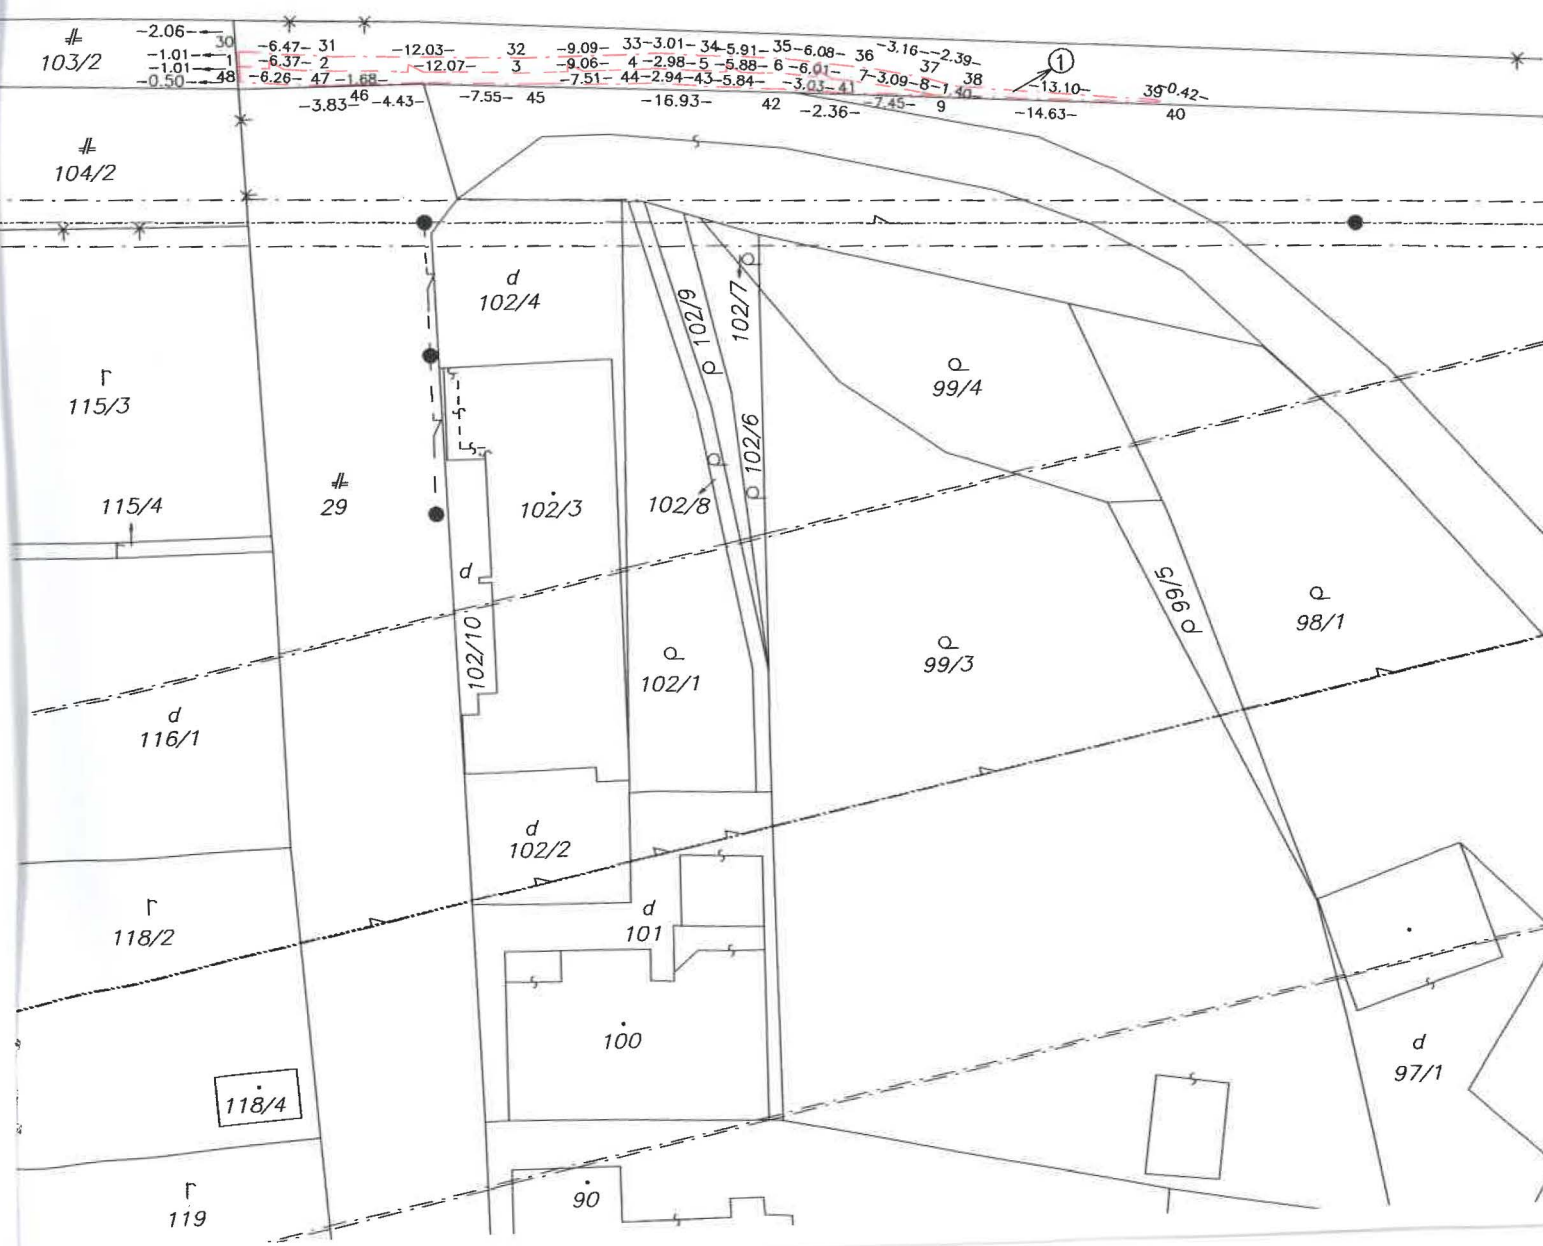 -2.06-
30 -6.47- 31 -12.03- 32 -9.09- 33-3.01- 34-5.91- 35-6.08- 36 -3.16- -2.39-
103/2 -1.01- 1 -6.37- 2 -12.07- 3 -9.06- 4 -2.98- 5 -5.88- 6 -6.01- 7-3.09-8-1.40- 37 38 1
-1.01-
-0.50- 48 -6.26- 47 -1.68- -7.51- 44-2.94-43-5.84- -3.03- 41 -13.10- 39-0.42-
-3.83- 46 -4.43- -7.55- 45 -16.93- 42 -2.36- -7.45- 9 -14.63- 40
104/2
d
102/4
102/9
102/7
115/3
99/4
102/6
115/4
29
102/3
102/8
d
99/5
98/1
102/10
102/1
99/3
d
116/1
d
102/2
118/2
d
101
100
d
97/1
118/4
90
119